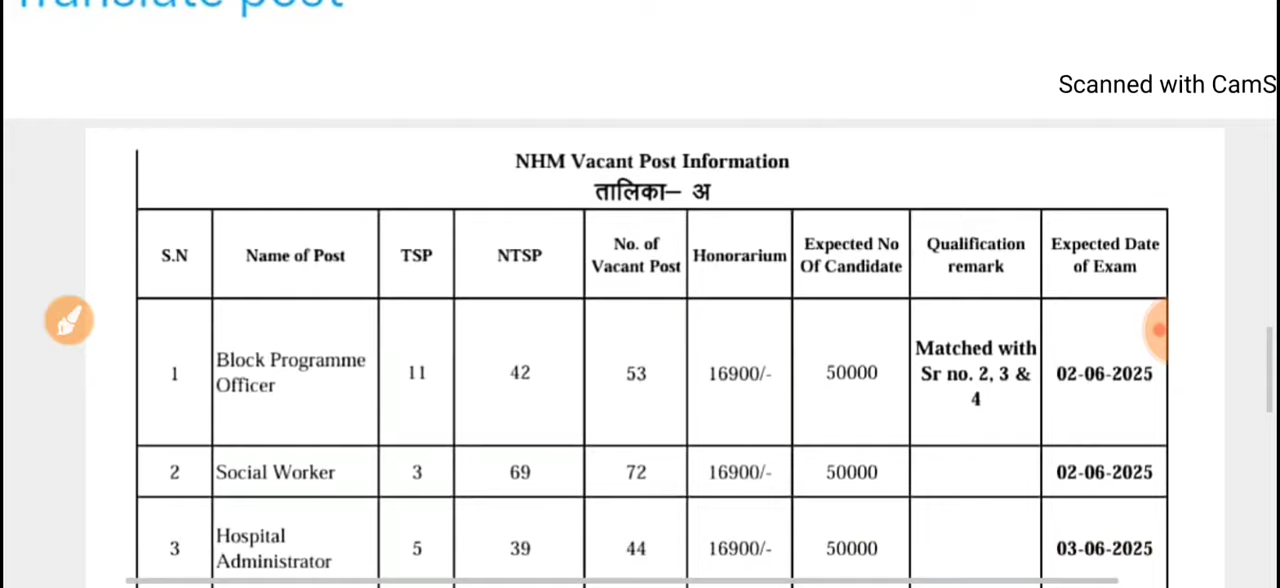 Translate post
Scanned with CamS
NHM Vacant Post Information
तालिका– अ
S.N | Name of Post | TSP | NTSP | No. of Vacant Post | Honorarium | Expected No Of Candidate | Qualification remark | Expected Date of Exam
1 | Block Programme Officer | 11 | 42 | 53 | 16900/- | 50000 | Matched with Sr no. 2, 3 & 4 | 02-06-2025
2 | Social Worker | 3 | 69 | 72 | 16900/- | 50000 | | 02-06-2025
3 | Hospital Administrator | 5 | 39 | 44 | 16900/- | 50000 | | 03-06-2025